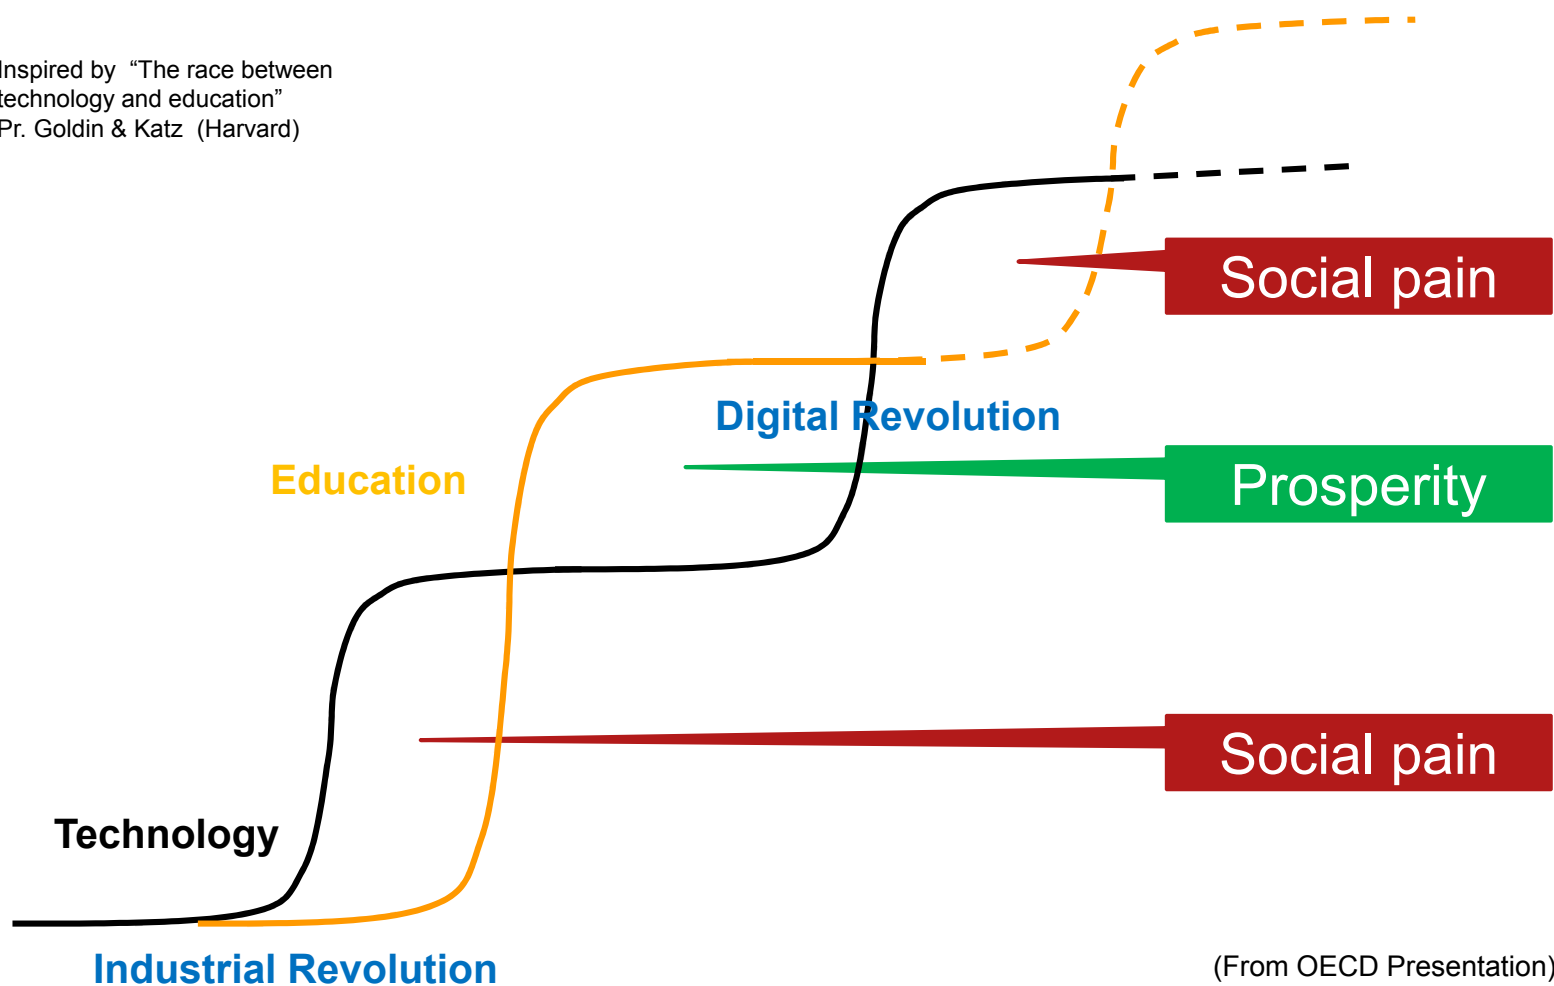 Inspired by “The race between
technology and education”
Pr. Goldin & Katz (Harvard)
Social pain
Digital Revolution
Education
Prosperity
Social pain
Technology
Industrial Revolution
(From OECD Presentation)